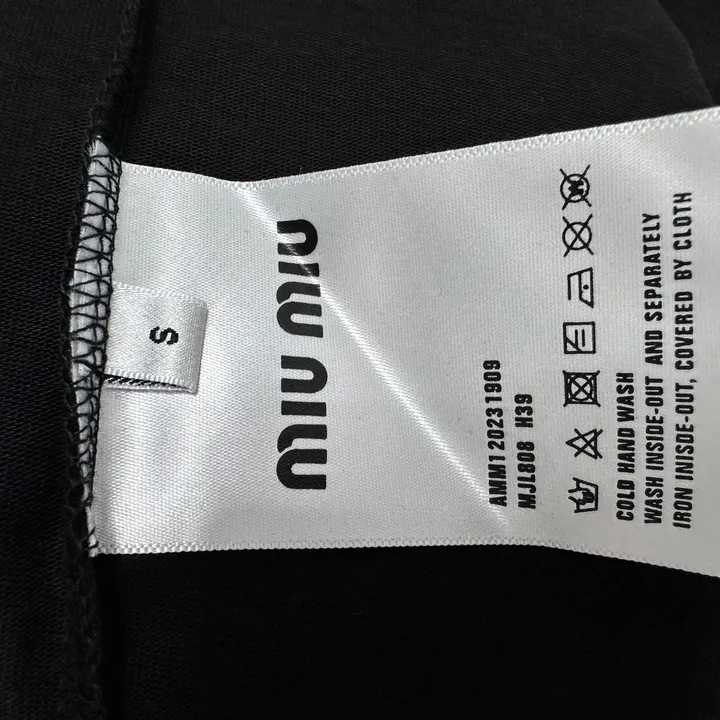 S
MIU MIU
AMM120231909
MJL808 H39
COLD HAND WASH
WASH INSIDE-OUT AND SEPARATELY
IRON INISDE-OUT, COVERED BY CLOTH